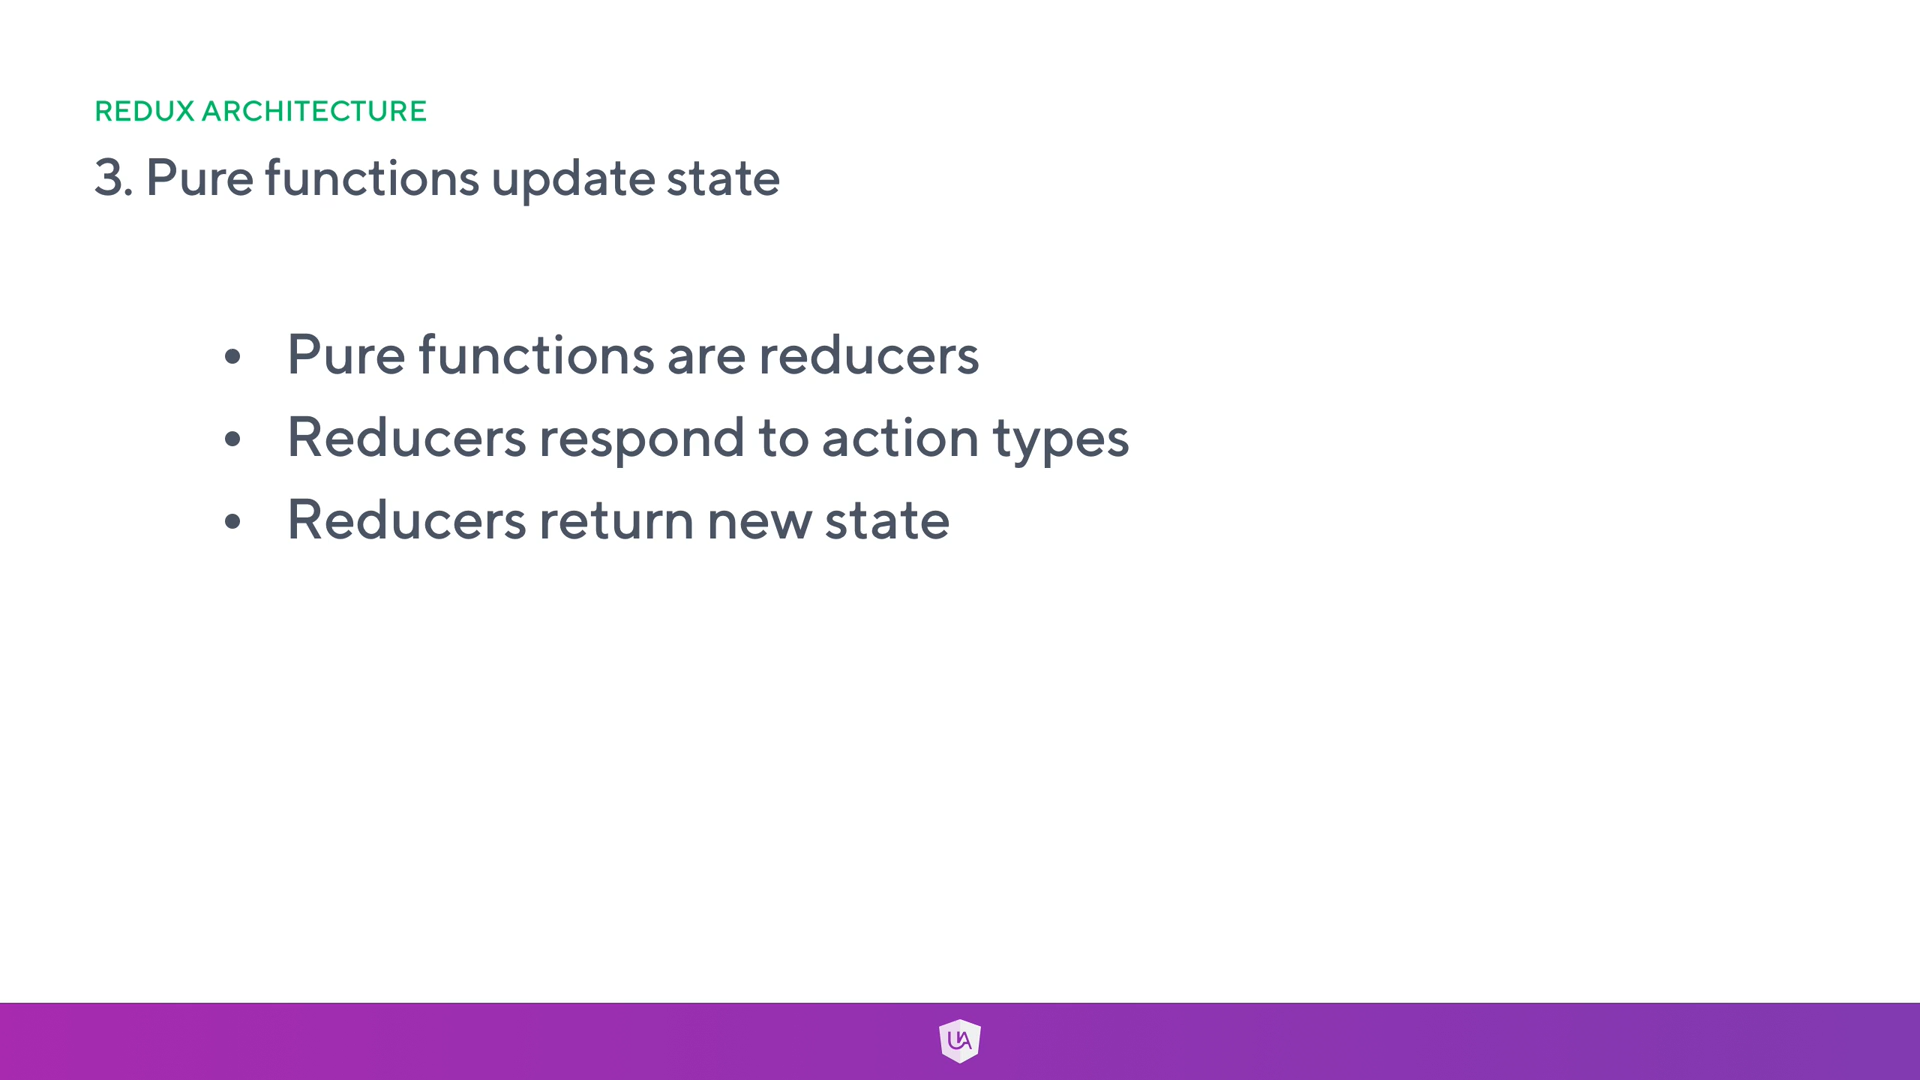 REDUX ARCHITECTURE
3. Pure functions update state
• Pure functions are reducers
• Reducers respond to action types
• Reducers return new state
UA